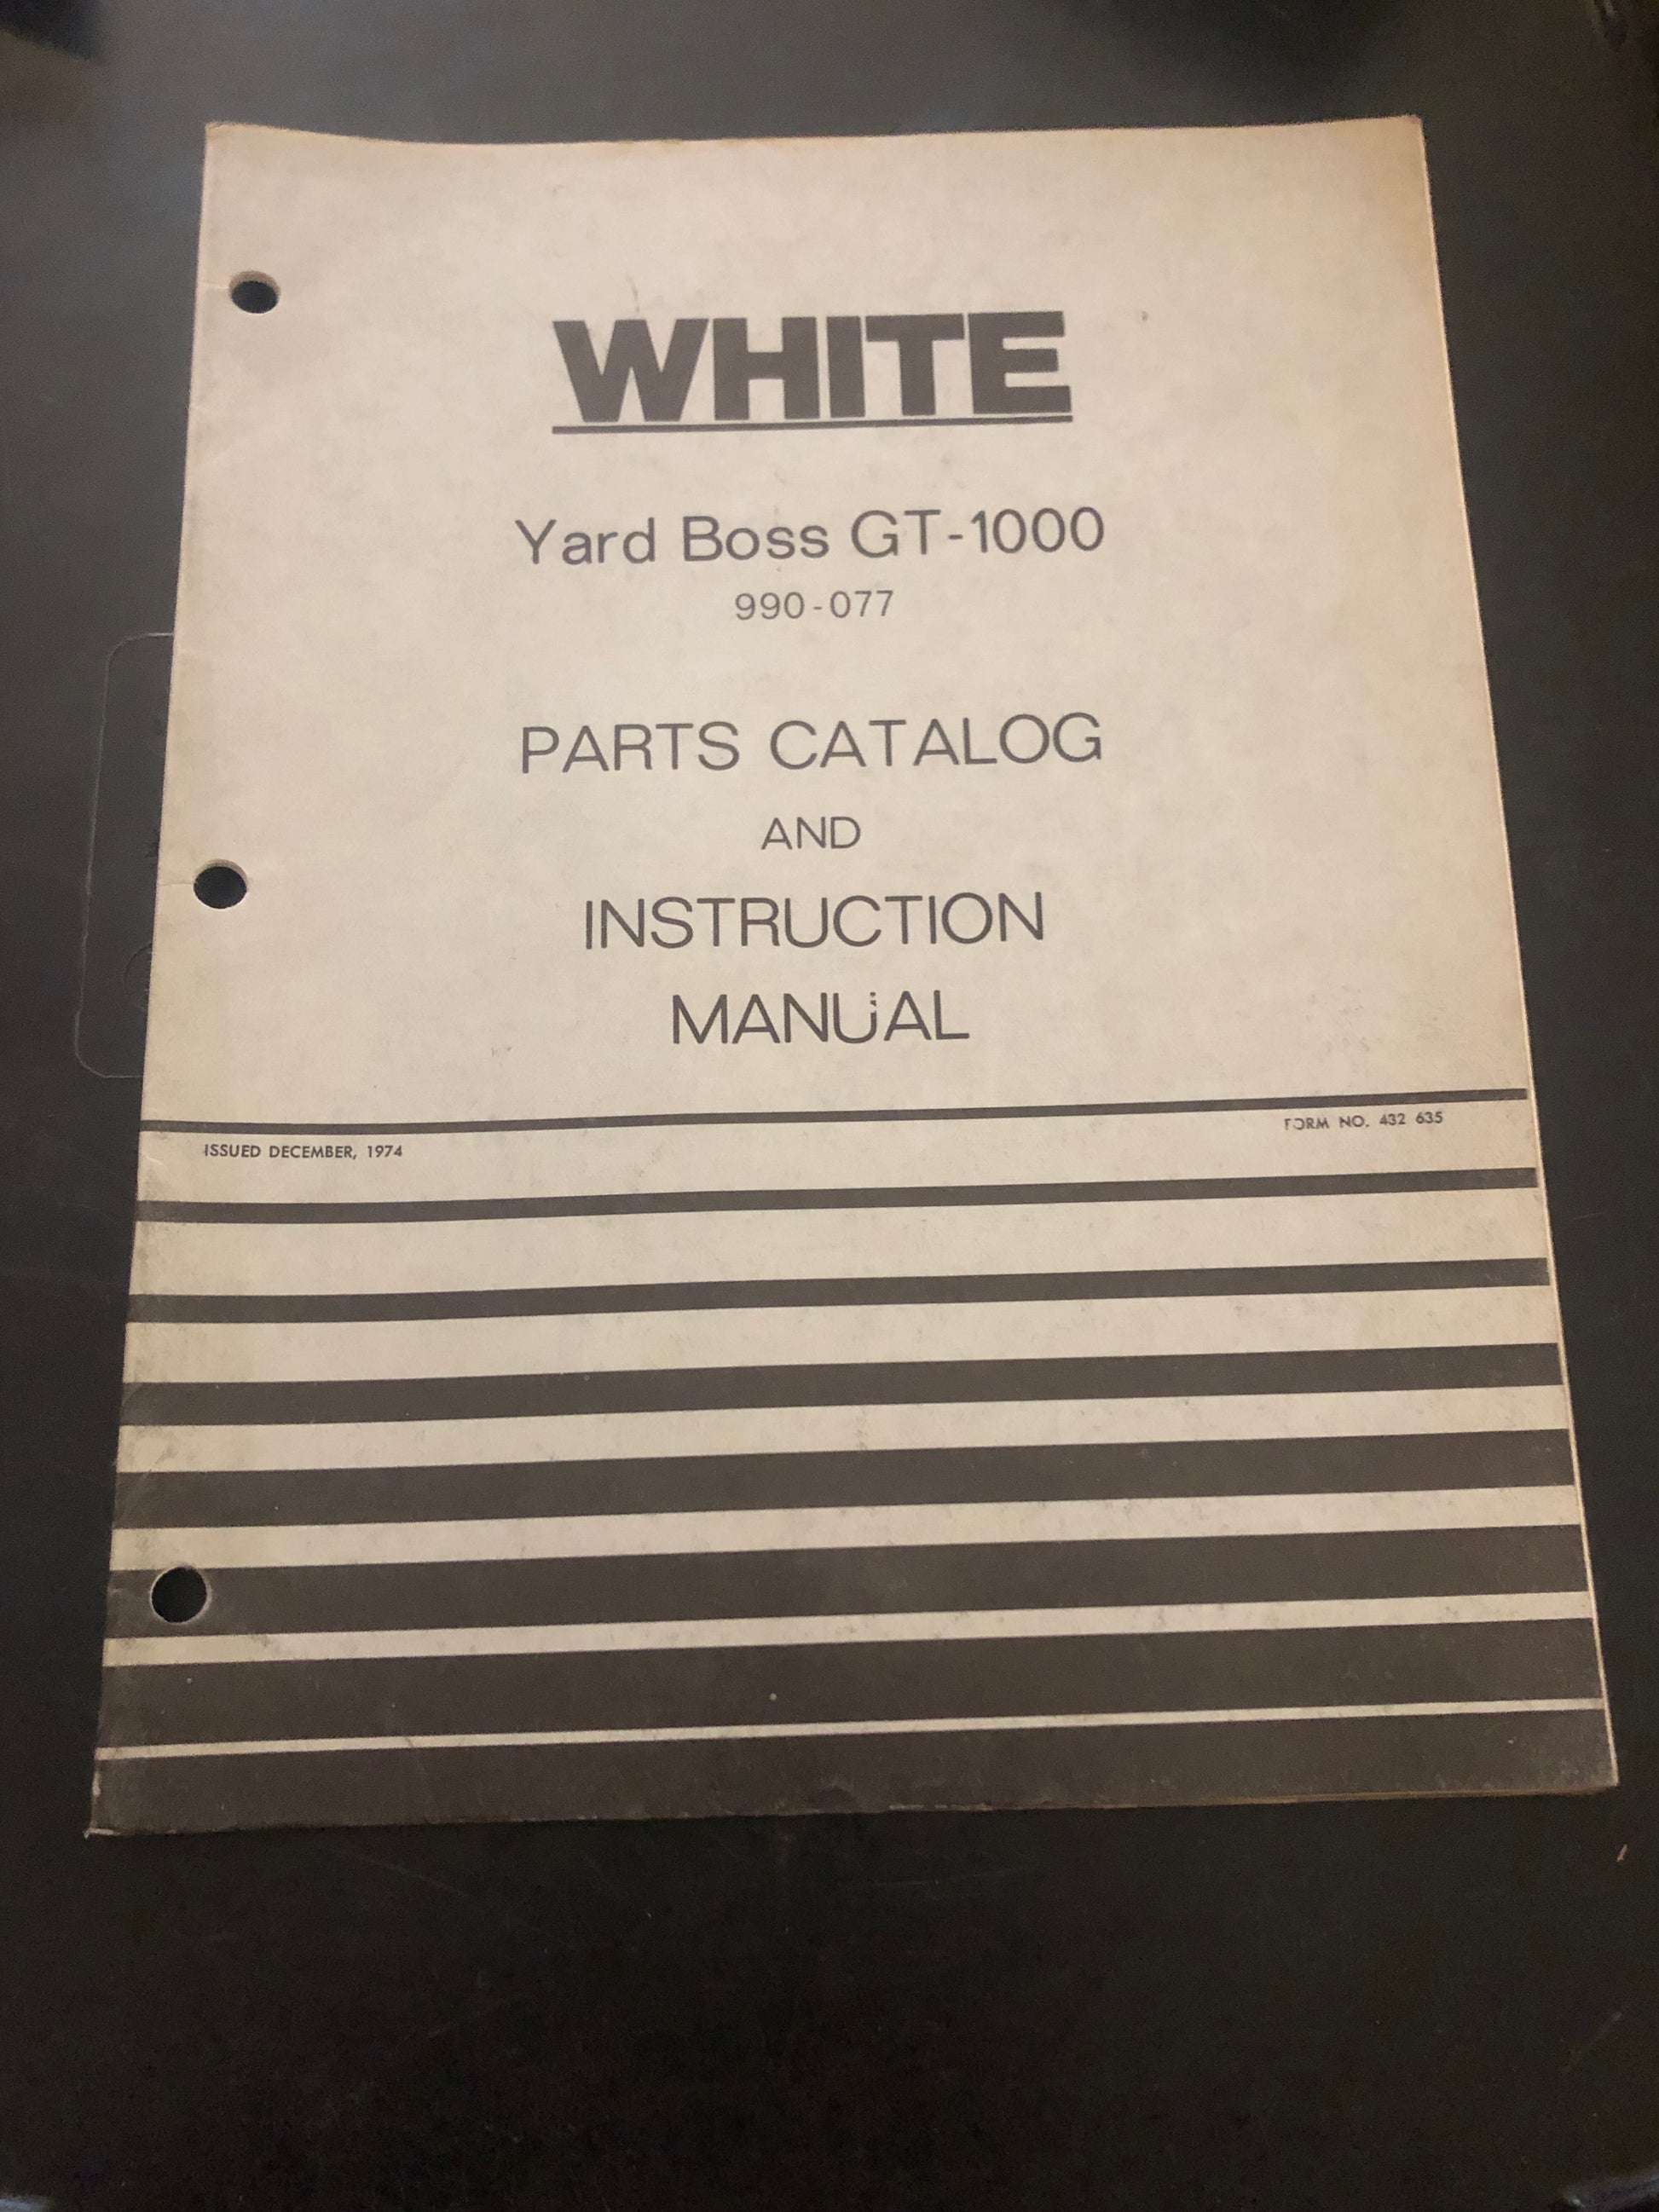 WHITE
Yard Boss GT-1000
990-077
PARTS CATALOG
AND
INSTRUCTION
MANUAL
ISSUED DECEMBER, 1974
FORM NO. 432 635